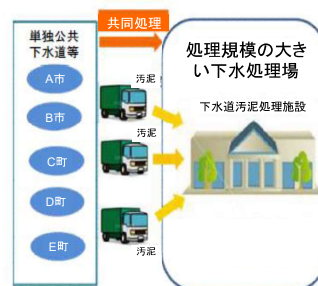 単独公共
下水道等
共同処理
処理規模の大き
い下水処理場
下水道汚泥処理施設
A市
B市
C町
D町
E町
汚泥
汚泥
汚泥